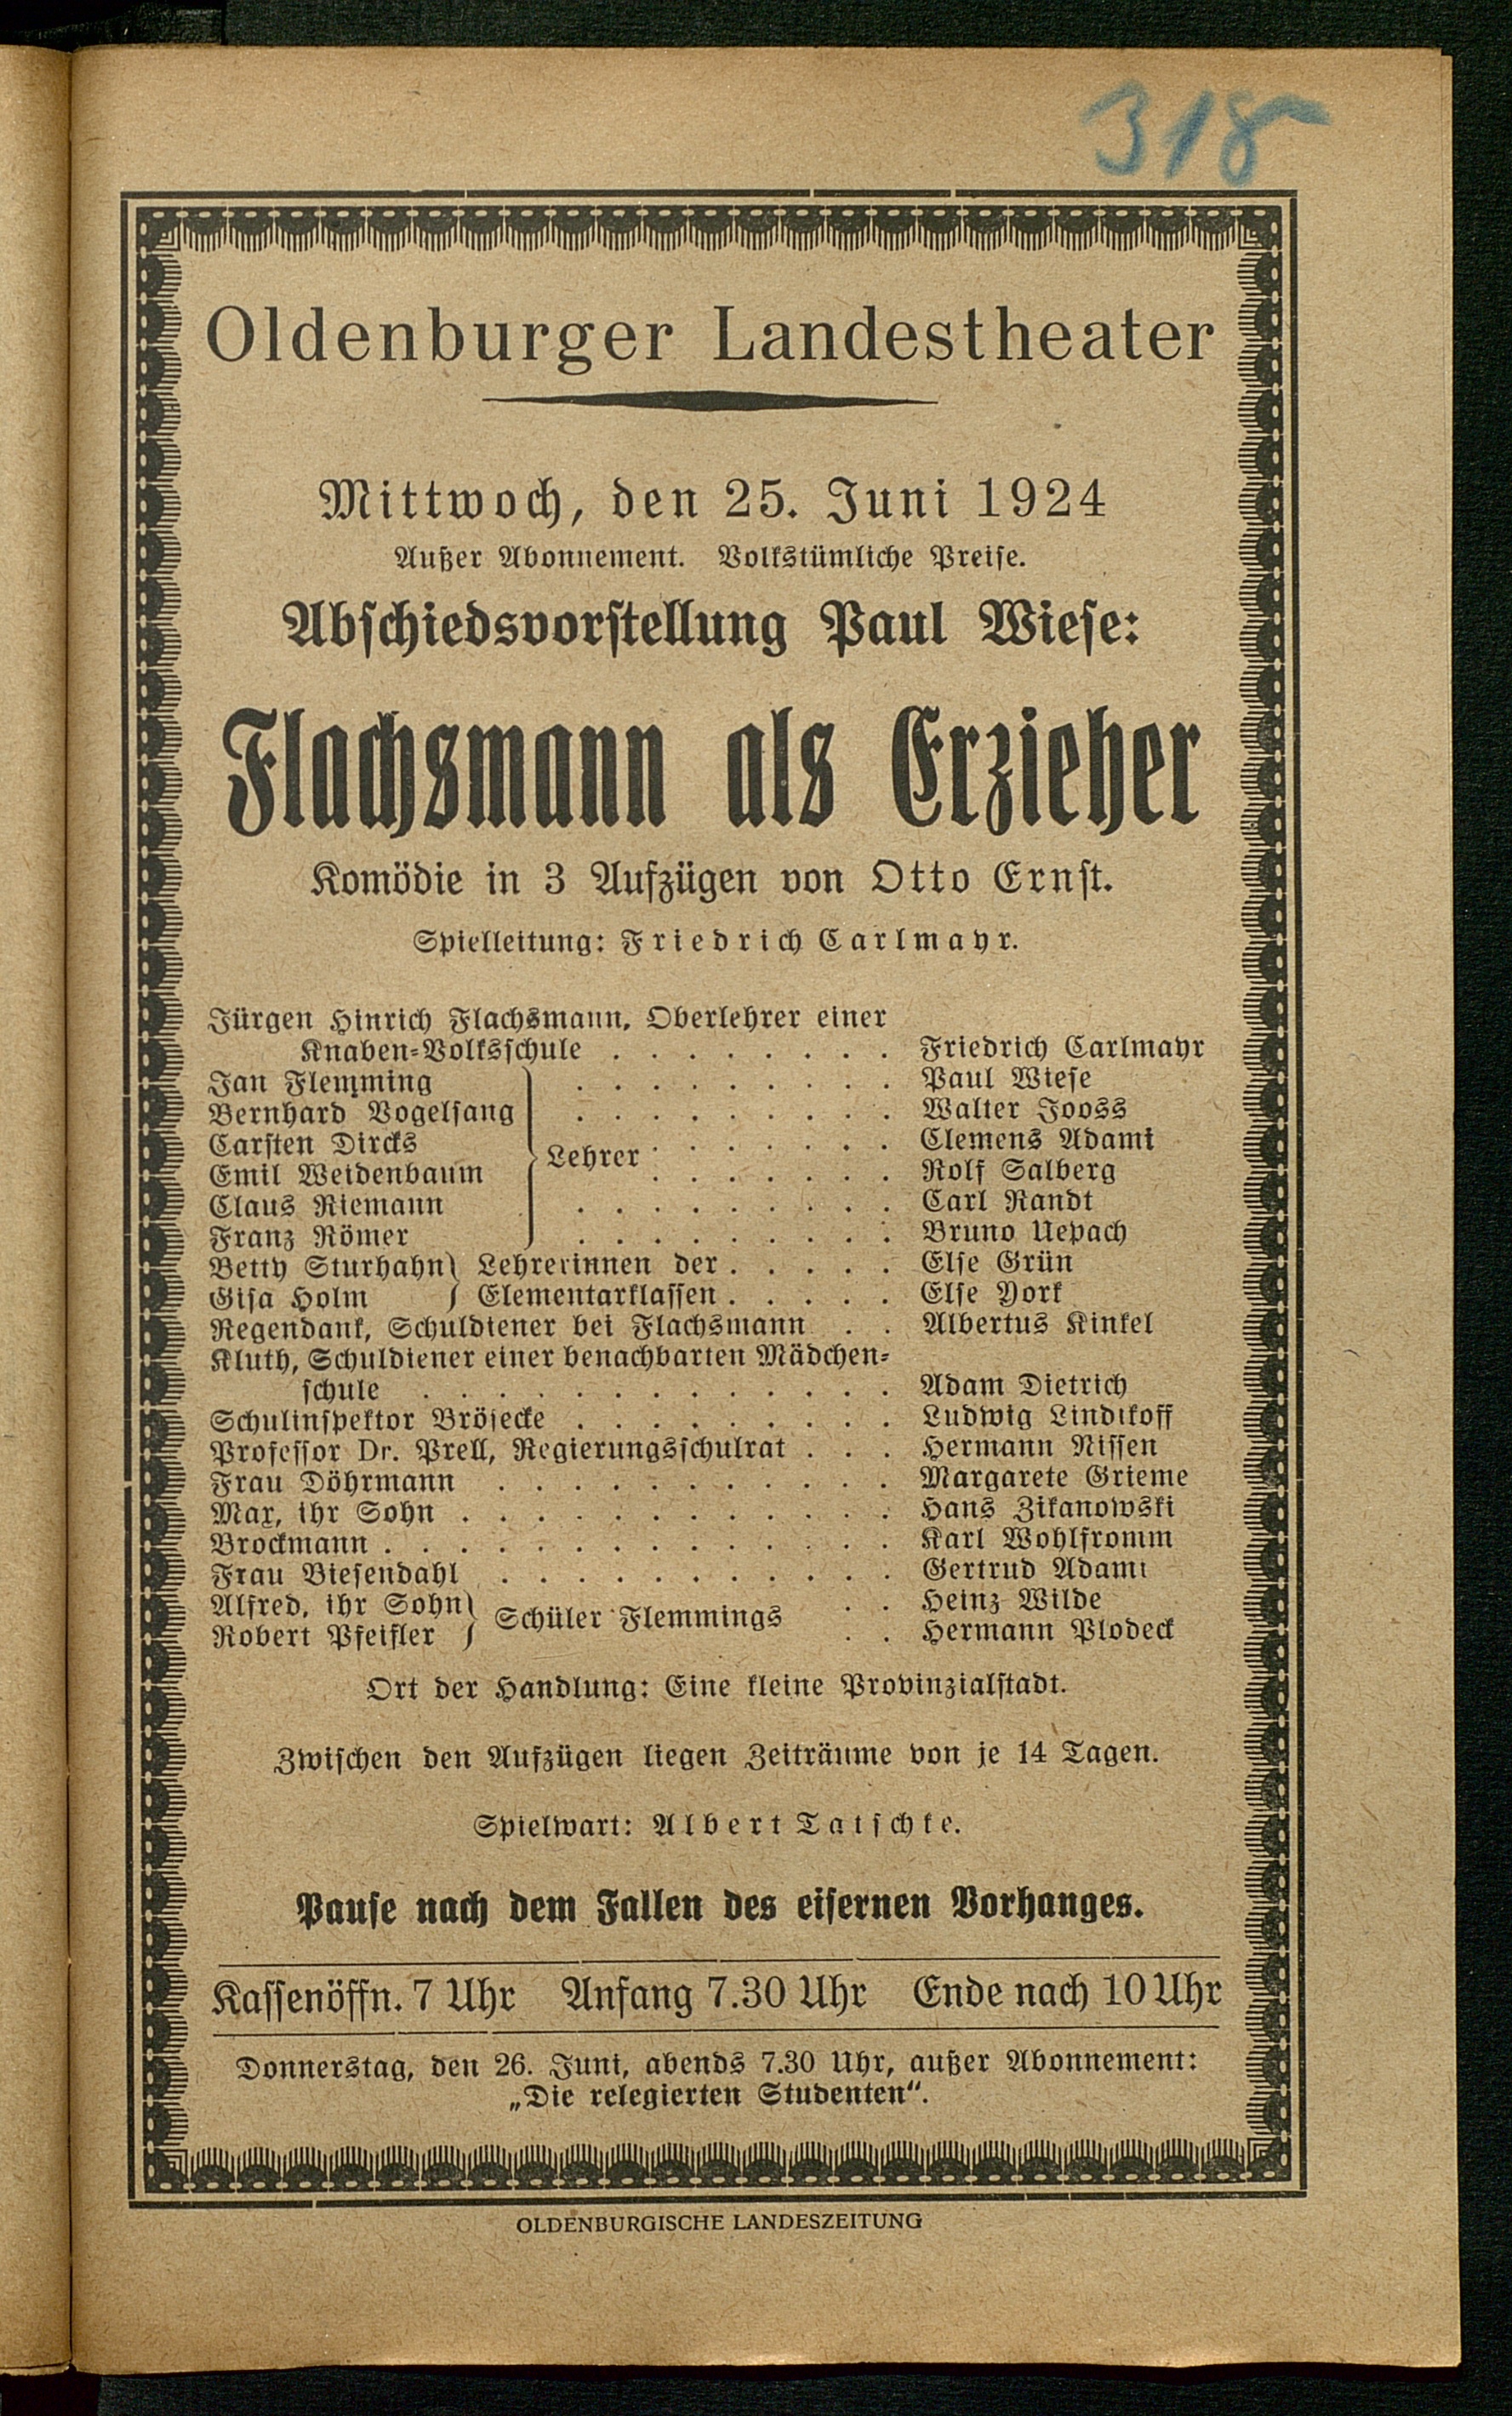 318
Oldenburger Landestheater
Mittwoch, den 25. Juni 1924
Außer Abonnement. Volkstümliche Preise.
Abschiedsvorstellung Paul Wiese:
Flachsmann als Erzieher
Komödie in 3 Aufzügen von Otto Ernst.
Spielleitung: Friedrich Carlmayr.
Jürgen Hinrich Flachsmann, Oberlehrer einer
Knaben-Volksschule . . . . . . . . Friedrich Carlmayr
Jan Flemming . . . . . . . . . Paul Wiese
Bernhard Vogelsang . . . . . . . . . Walter Jooss
Carsten Dircks . . . . . . . Clemens Adami
Lehrer
Emil Weidenbaum . . . . . . . Rolf Salberg
Claus Riemann . . . . . . . . . Carl Randt
Franz Römer . . . . . . . . . Bruno Uepach
Betty Sturhahn } Lehrerinnen der . . . . . Else Grün
Gisa Holm } Elementarklassen . . . . . Else York
Regendank, Schuldiener bei Flachsmann . . Albertus Kinkel
Kluth, Schuldiener einer benachbarten Mädchen-
schule . . . . . . . . . . . . . Adam Dietrich
Schulinspektor Brösecke . . . . . . . . . Ludwig Lindikoff
Professor Dr. Prell, Regierungsschulrat . . . Hermann Nissen
Frau Döhrmann . . . . . . . . . . . Margarete Grieme
Max, ihr Sohn . . . . . . . . . . . . Hans Zikanowski
Brockmann . . . . . . . . . . . . . . Karl Wohlfromm
Frau Biesendahl . . . . . . . . . . . Gertrud Adami
Alfred, ihr Sohn } Schüler Flemmings . . Heinz Wilde
Robert Pfeiffer } . . Hermann Plodeck
Ort der Handlung: Eine kleine Provinzialstadt.
Zwischen den Aufzügen liegen Zeiträume von je 14 Tagen.
Spielwart: Albert Tatschke.
Pause nach dem Fallen des eisernen Vorhanges.
Kassenöffn. 7 Uhr Anfang 7.30 Uhr Ende nach 10 Uhr
Donnerstag, den 26. Juni, abends 7.30 Uhr, außer Abonnement:
„Die relegierten Studenten“.
OLDENBURGISCHE LANDESZEITUNG